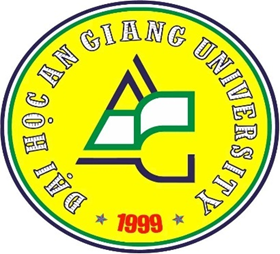 ĐẠI HỌC AN GIANG UNIVERSITY
★ 1999 ★